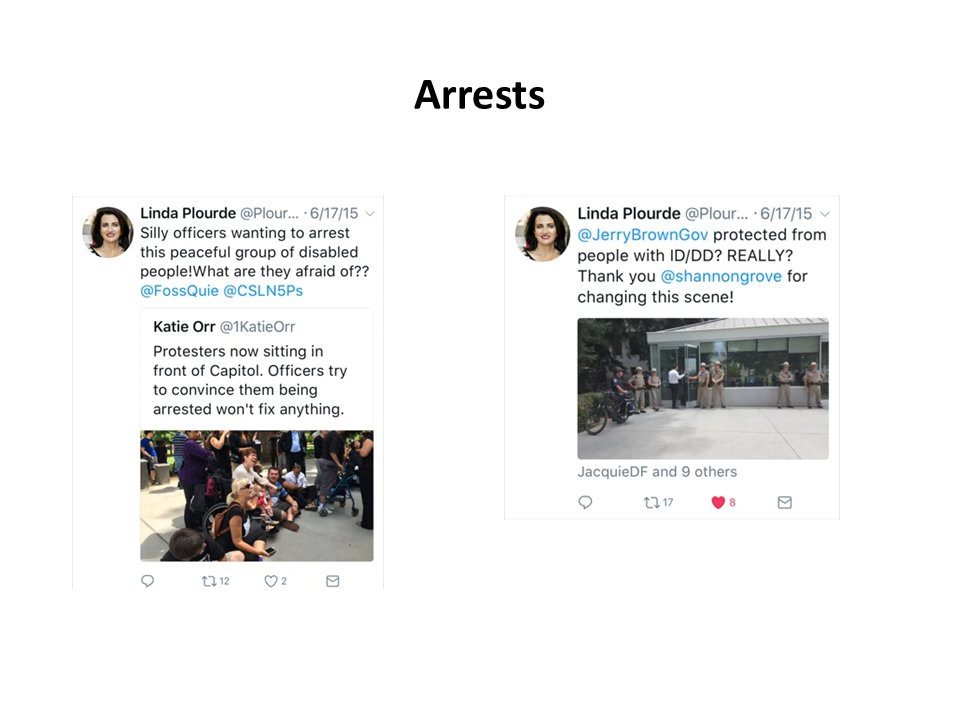 Arrests
Linda Plourde @Plour... · 6/17/15
Silly officers wanting to arrest
this peaceful group of disabled
people!What are they afraid of??
@FossQuie @CSLN5Ps
Katie Orr @1KatieOrr
Protesters now sitting in
front of Capitol. Officers try
to convince them being
arrested won't fix anything.
12 2
Linda Plourde @Plour... · 6/17/15
@JerryBrownGov protected from
people with ID/DD? REALLY?
Thank you @shannongrove for
changing this scene!
JacquieDF and 9 others
17 8